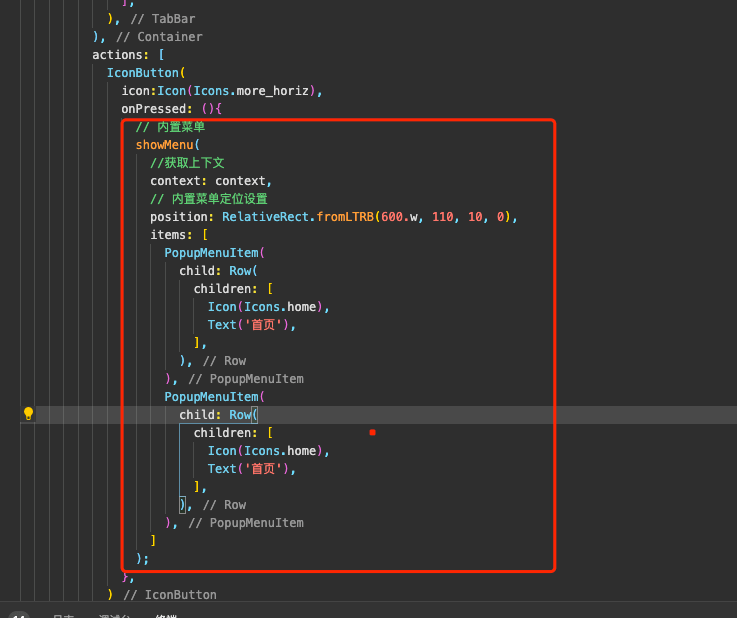 ],
), // TabBar
), // Container
actions: [
IconButton(
icon:Icon(Icons.more_horiz),
onPressed: (){
// 内置菜单
showMenu(
//获取上下文
context: context,
// 内置菜单定位设置
position: RelativeRect.fromLTRB(600.w, 110, 10, 0),
items: [
PopupMenuItem(
child: Row(
children: [
Icon(Icons.home),
Text('首页'),
],
), // Row
), // PopupMenuItem
PopupMenuItem(
child: Row(
children: [
Icon(Icons.home),
Text('首页'),
],
), // Row
), // PopupMenuItem
]
);
},
) // IconButton